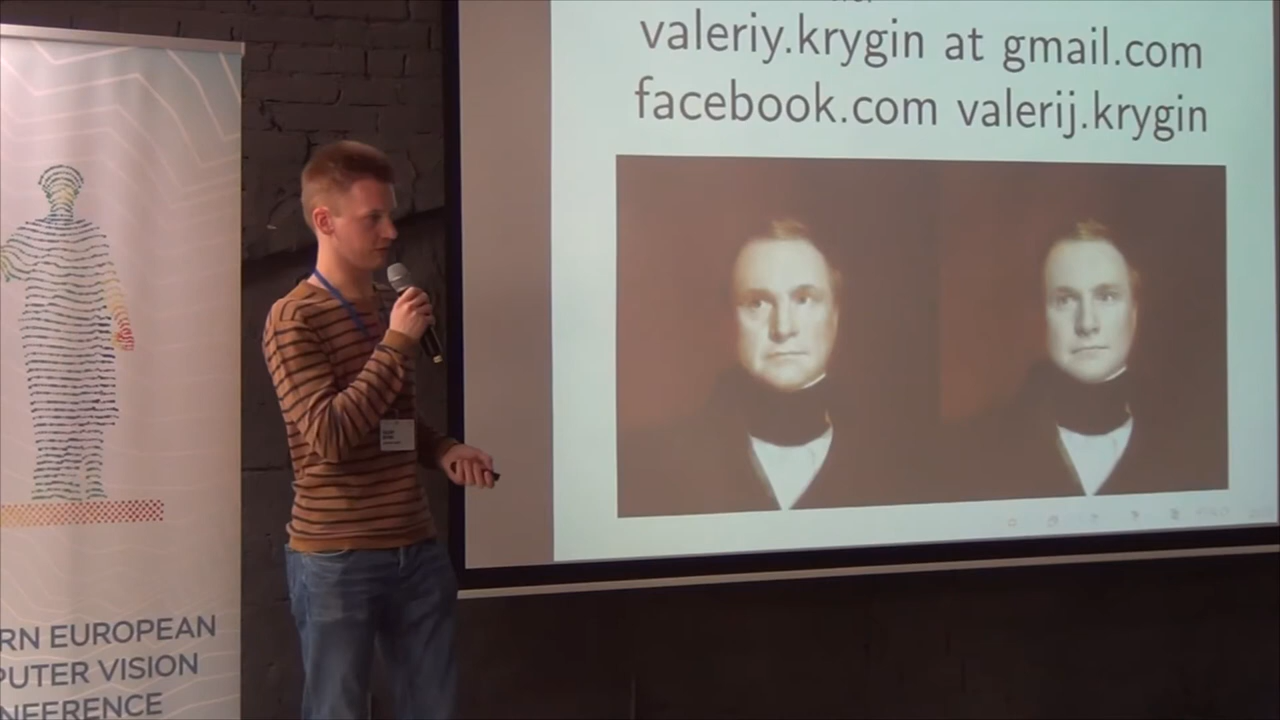 valeriy.krygin at gmail.com
facebook.com valerij.krygin
RN EUROPEAN
PUTER VISION
NFERENCE